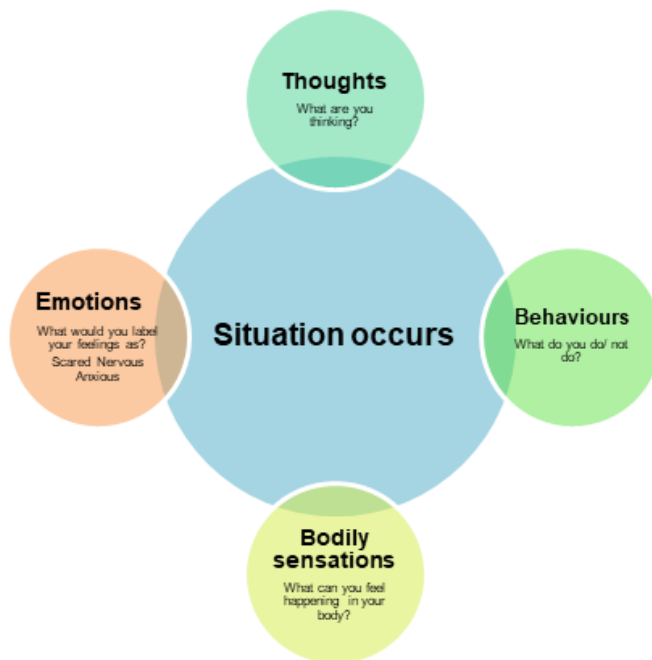 Thoughts
What are you
thinking?
Emotions
What would you label
your feelings as?
Scared Nervous
Anxious
Situation occurs
Behaviours
What do you do/ not
do?
Bodily
sensations
What can you feel
happening in your
body?